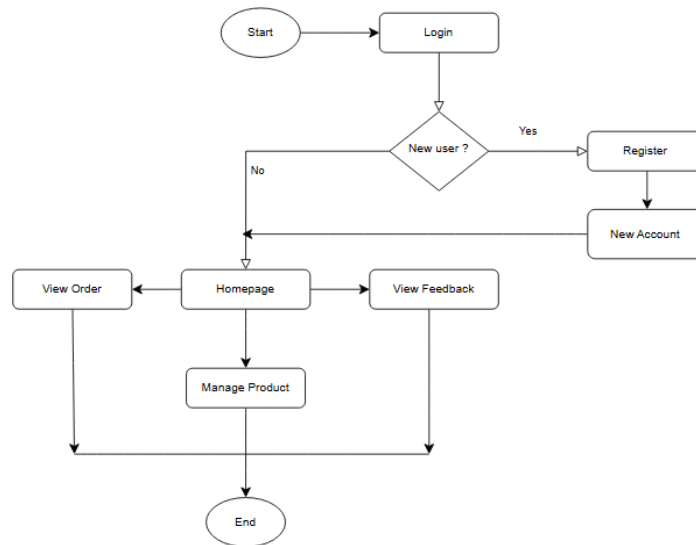 Start
Login
New user ?
Yes
Register
No
New Account
View Order
Homepage
View Feedback
Manage Product
End